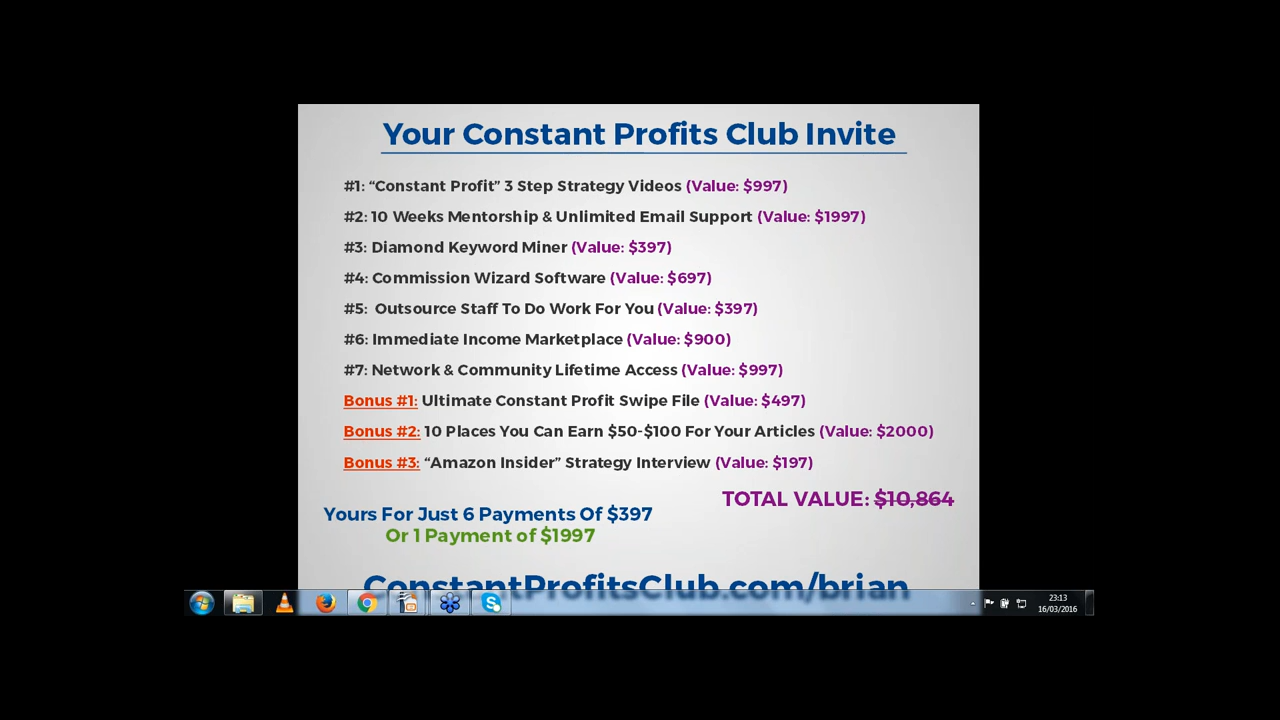 Your Constant Profits Club Invite
#1: “Constant Profit” 3 Step Strategy Videos (Value: $997)
#2: 10 Weeks Mentorship & Unlimited Email Support (Value: $1997)
#3: Diamond Keyword Miner (Value: $397)
#4: Commission Wizard Software (Value: $697)
#5: Outsource Staff To Do Work For You (Value: $397)
#6: Immediate Income Marketplace (Value: $900)
#7: Network & Community Lifetime Access (Value: $997)
Bonus #1: Ultimate Constant Profit Swipe File (Value: $497)
Bonus #2: 10 Places You Can Earn $50-$100 For Your Articles (Value: $2000)
Bonus #3: “Amazon Insider” Strategy Interview (Value: $197)
TOTAL VALUE: $10,864
Yours For Just 6 Payments Of $397
Or 1 Payment of $1997
ConstantProfitsClub.com/brian
23:13
16/03/2016